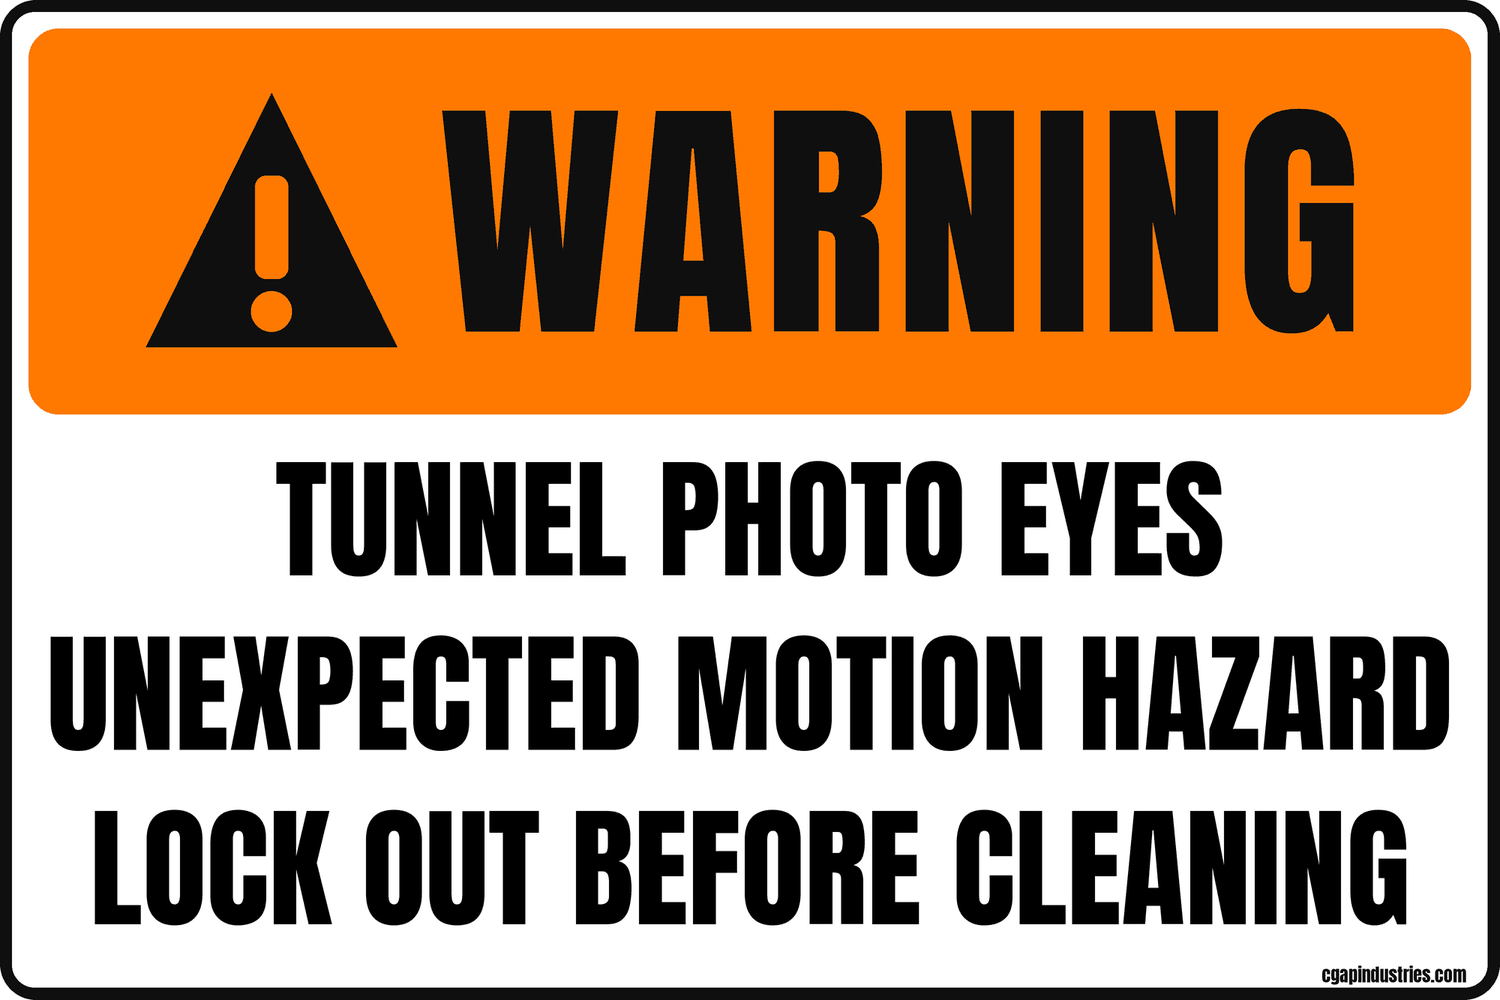 WARNING
TUNNEL PHOTO EYES
UNEXPECTED MOTION HAZARD
LOCK OUT BEFORE CLEANING
cgapindustries.com